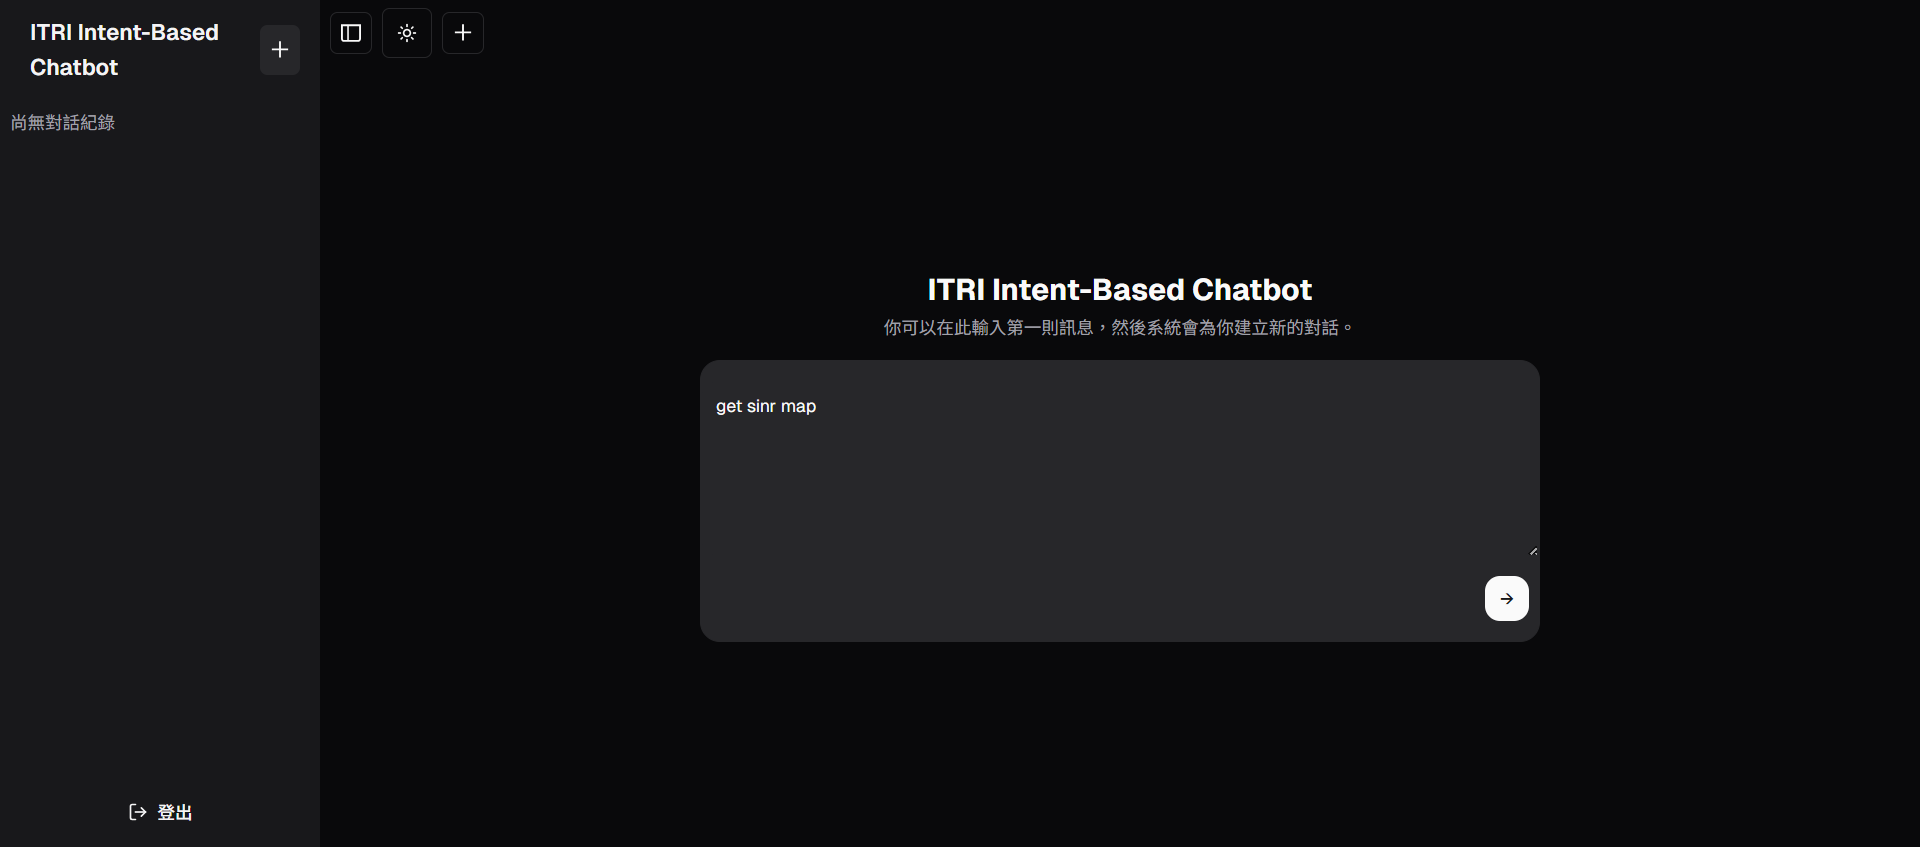 ITRI Intent-Based
Chatbot
尚無對話紀錄
ITRI Intent-Based Chatbot
你可以在此輸入第一則訊息，然後系統會為你建立新的對話。
get sinr map
登出